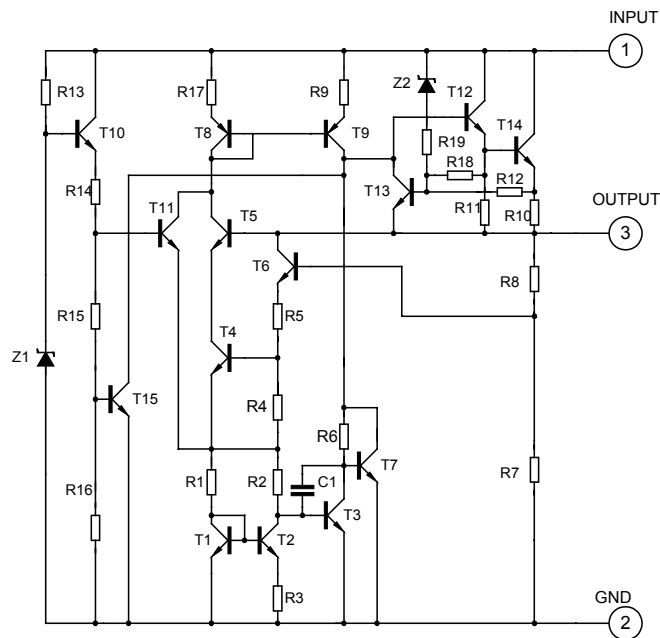 INPUT
1
R13
R17
R9
Z2
T12
T10
T8
T9
T14
R19
R18
R14
T13
R12
OUTPUT
T11
T5
R11
R10
3
T6
R8
R15
R5
T4
Z1
T15
R4
R6
T7
R7
R1
R2
C1
R16
T3
T1
T2
R3
GND
2